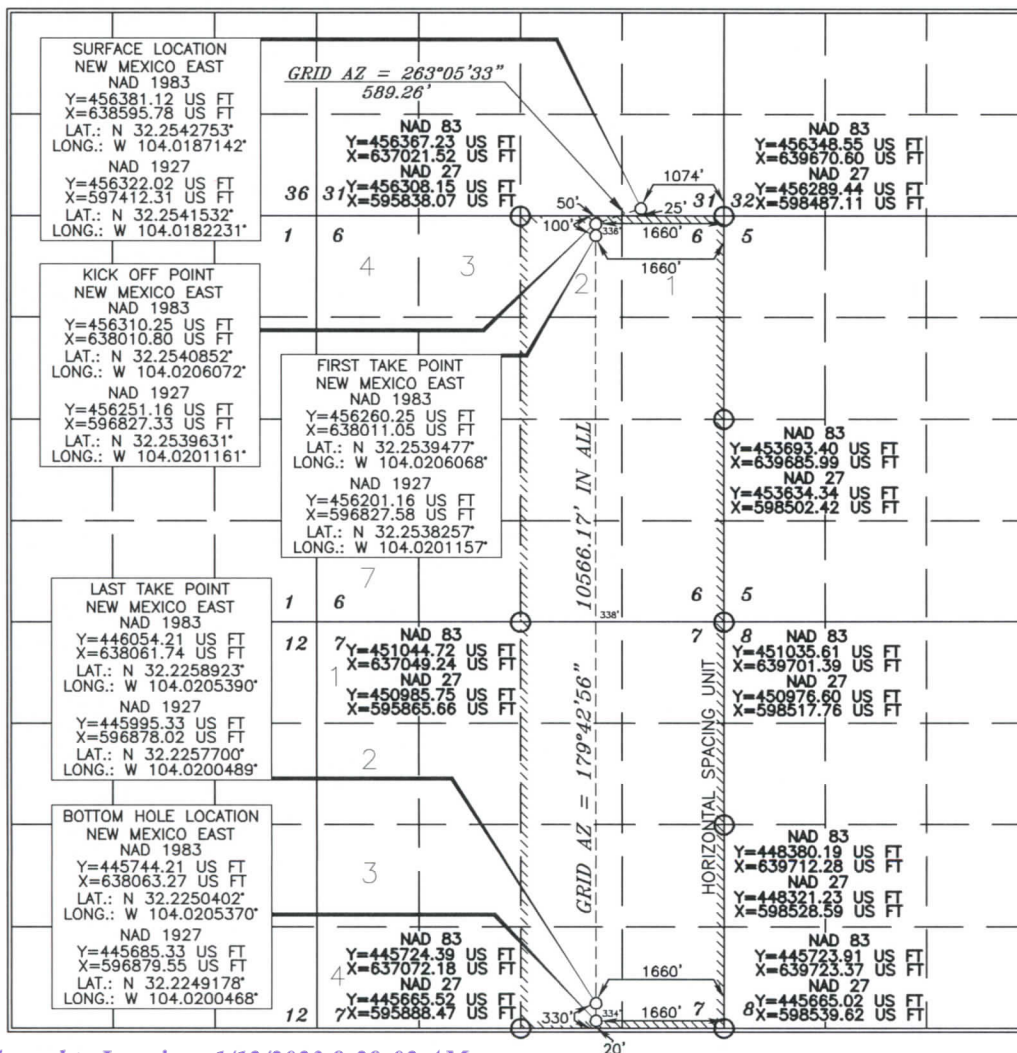 SURFACE LOCATION
NEW MEXICO EAST
NAD 1983
Y=456381.12 US FT
X=638595.78 US FT
LAT.: N 32.2542753°
LONG.: W 104.0187142°
NAD 1927
Y=456322.02 US FT
X=597412.31 US FT
LAT.: N 32.2541532°
LONG.: W 104.0182231°
GRID AZ = 263°05'33"
589.26'
NAD 83
Y=456367.23 US FT
X=637021.52 US FT
NAD 27
Y=456308.15 US FT
X=595838.07 US FT
NAD 83
Y=456348.55 US FT
X=639670.60 US FT
NAD 27
Y=456289.44 US FT
X=598487.11 US FT
1074'
36 31
31 32
50'
25'
1 6
100'
338'
1660'
6 5
1660'
4 3 2 1
KICK OFF POINT
NEW MEXICO EAST
NAD 1983
Y=456310.25 US FT
X=638010.80 US FT
LAT.: N 32.2540852°
LONG.: W 104.0206072°
NAD 1927
Y=456251.16 US FT
X=596827.33 US FT
LAT.: N 32.2539631°
LONG.: W 104.0201161°
FIRST TAKE POINT
NEW MEXICO EAST
NAD 1983
Y=456260.25 US FT
X=638011.05 US FT
LAT.: N 32.2539477°
LONG.: W 104.0206068°
NAD 1927
Y=456201.16 US FT
X=596827.58 US FT
LAT.: N 32.2538257°
LONG.: W 104.0201157°
10566.17' IN ALL
NAD 83
Y=453693.40 US FT
X=639685.99 US FT
NAD 27
Y=453634.34 US FT
X=598502.42 US FT
7
LAST TAKE POINT
NEW MEXICO EAST
NAD 1983
Y=446054.21 US FT
X=638061.74 US FT
LAT.: N 32.2258923°
LONG.: W 104.0205390°
NAD 1927
Y=445995.33 US FT
X=596878.02 US FT
LAT.: N 32.2257700°
LONG.: W 104.0200489°
1 6
338'
6 5
12 7
7 8
NAD 83
Y=451044.72 US FT
X=637049.24 US FT
NAD 27
Y=450985.75 US FT
X=595865.66 US FT
1
NAD 83
Y=451035.61 US FT
X=639701.39 US FT
NAD 27
Y=450976.60 US FT
X=598517.76 US FT
2
GRID AZ = 179°42'56"
HORIZONTAL SPACING UNIT
BOTTOM HOLE LOCATION
NEW MEXICO EAST
NAD 1983
Y=445744.21 US FT
X=638063.27 US FT
LAT.: N 32.2250402°
LONG.: W 104.0205370°
NAD 1927
Y=445685.33 US FT
X=596879.55 US FT
LAT.: N 32.2249178°
LONG.: W 104.0200468°
3
NAD 83
Y=448380.19 US FT
X=639712.28 US FT
NAD 27
Y=448321.23 US FT
X=598528.59 US FT
NAD 83
Y=445724.39 US FT
X=637072.18 US FT
NAD 27
Y=445665.52 US FT
X=595888.47 US FT
4
NAD 83
Y=445723.91 US FT
X=639723.37 US FT
NAD 27
Y=445665.02 US FT
X=598539.62 US FT
1660'
330'
334'
1660'
12 7
7 8
20'